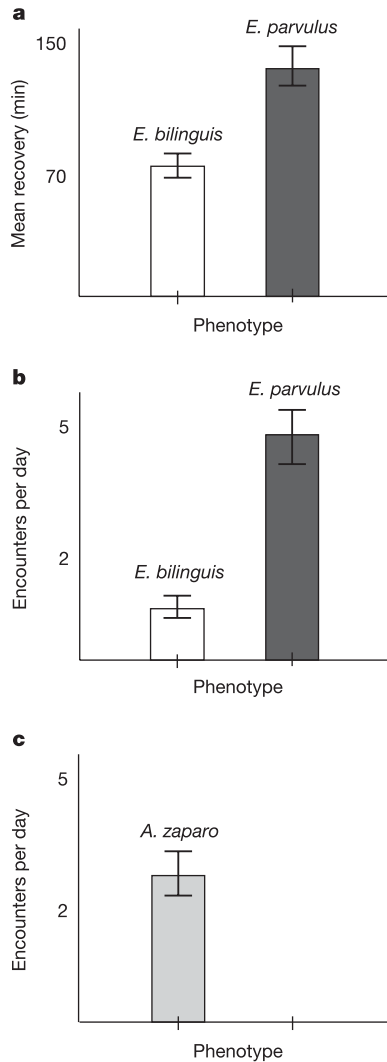 a
150
E. parvulus
E. bilinguis
70
Mean recovery (min)
Phenotype
b
E. parvulus
5
2
E. bilinguis
Encounters per day
Phenotype
c
5
A. zaparo
2
Encounters per day
Phenotype